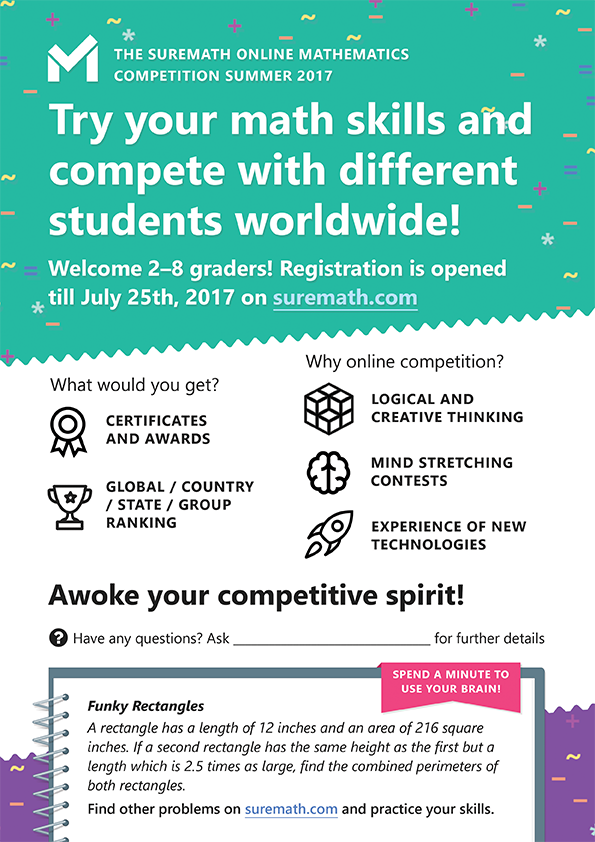 THE SUREMATH ONLINE MATHEMATICS
COMPETITION SUMMER 2017
Try your math skills and
compete with different
students worldwide!
Welcome 2–8 graders! Registration is opened
till July 25th, 2017 on suremath.com
What would you get?
CERTIFICATES
AND AWARDS
GLOBAL / COUNTRY
/ STATE / GROUP
RANKING
Why online competition?
LOGICAL AND
CREATIVE THINKING
MIND STRETCHING
CONTESTS
EXPERIENCE OF NEW
TECHNOLOGIES
Awoke your competitive spirit!
? Have any questions? Ask ______________________________ for further details
SPEND A MINUTE TO
USE YOUR BRAIN!
Funky Rectangles
A rectangle has a length of 12 inches and an area of 216 square
inches. If a second rectangle has the same height as the first but a
length which is 2.5 times as large, find the combined perimeters of
both rectangles.
Find other problems on suremath.com and practice your skills.